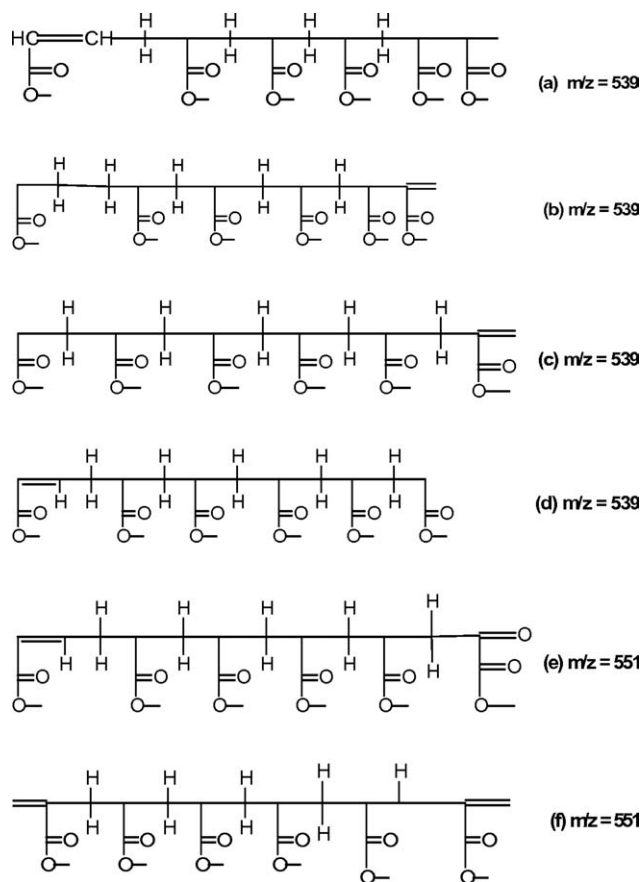 H H H H
HC CH
H H H H
O O O O O O
O O O O O O
(a) m/z = 539
H H H H H
H H H H H
O O O O O O
O O O O O O
(b) m/z = 539
H H H H H
H H H H H
O O O O O O
O O O O O O
(c) m/z = 539
H H H H H
H H H H H H
O O O O O O
O O O O O O
(d) m/z = 539
H H H H H
O
H H H H H H
O O O O O O
O O O O O O
(e) m/z = 551
H H H H H
H H H H
O O O O O O
O O O O O O
(f) m/z = 551